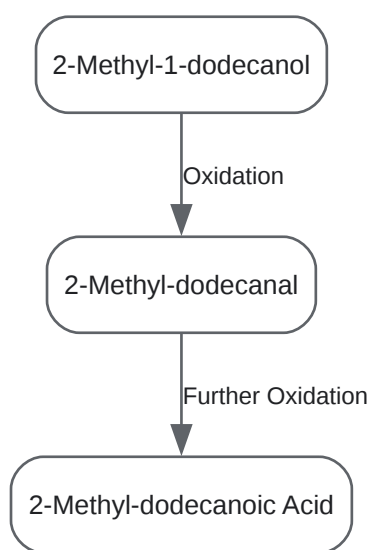 2-Methyl-1-dodecanol
Oxidation
2-Methyl-dodecanal
Further Oxidation
2-Methyl-dodecanoic Acid